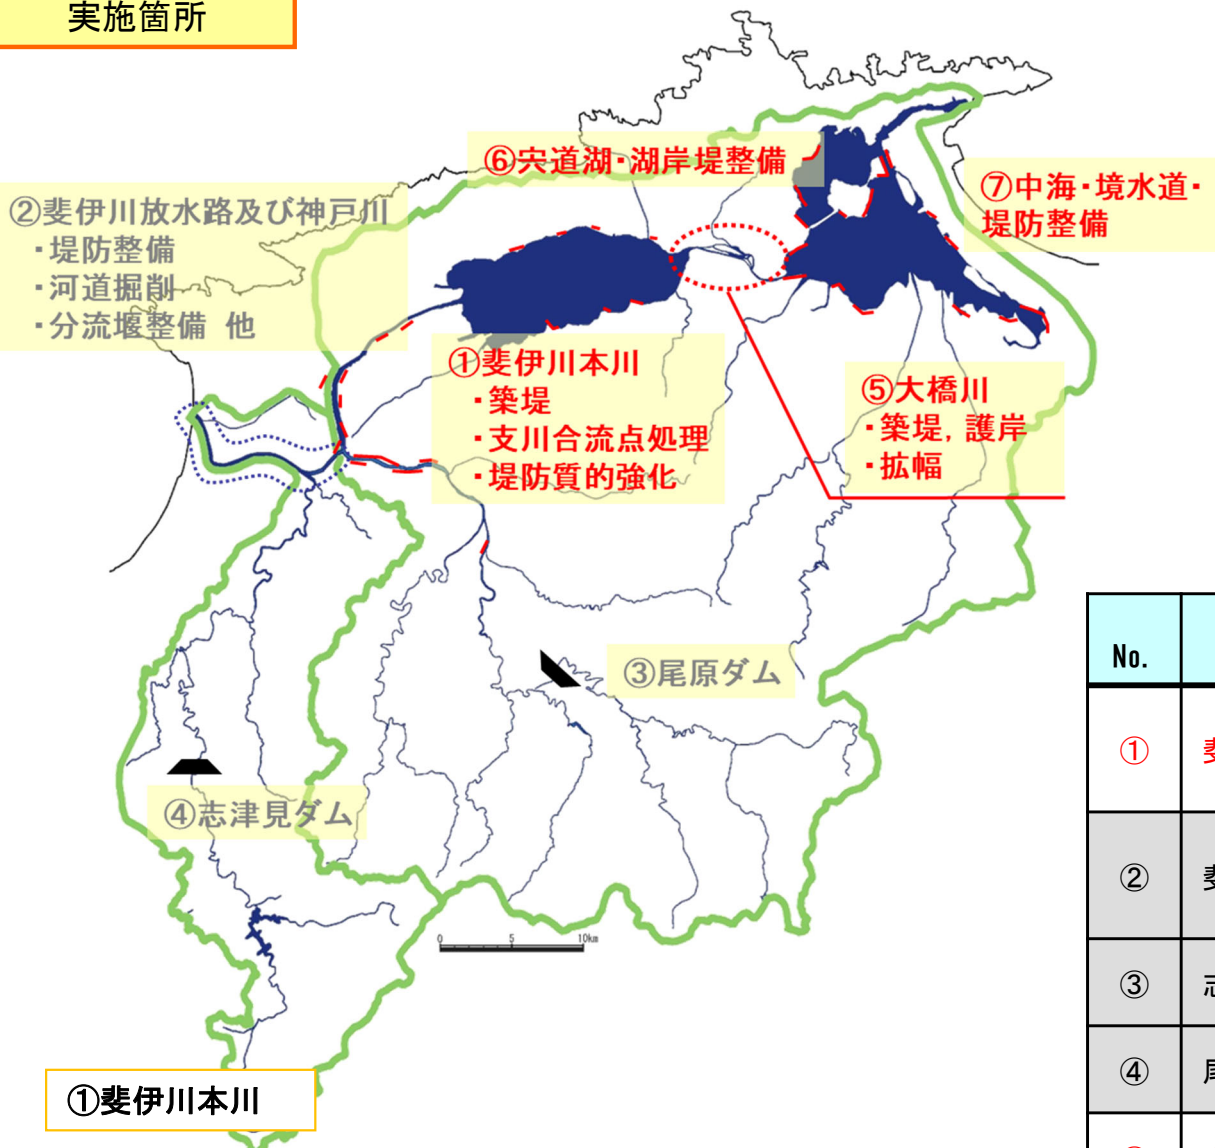 実施箇所
⑥宍道湖・湖岸堤整備
⑦中海・境水道・
堤防整備
②斐伊川放水路及び神戸川
・堤防整備
・河道掘削
・分流堰整備 他
①斐伊川本川
・築堤
・支川合流点処理
・堤防質的強化
⑤大橋川
・築堤, 護岸
・拡幅
③尾原ダム
④志津見ダム
0 5 10km
①斐伊川本川
No.
①
②
③
④